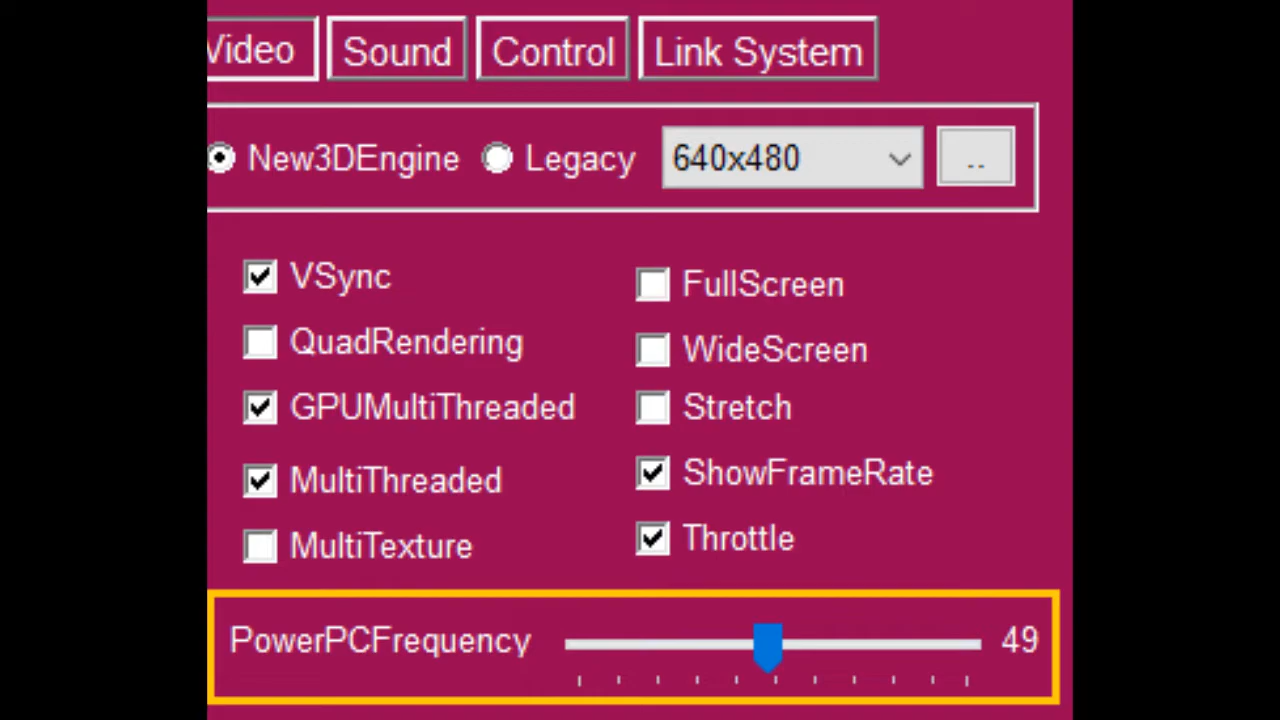 Video Sound Control Link System
New3DEngine Legacy 640x480 ..
VSync FullScreen
QuadRendering WideScreen
GPUMultiThreaded Stretch
MultiThreaded ShowFrameRate
MultiTexture Throttle
PowerPCFrequency 49